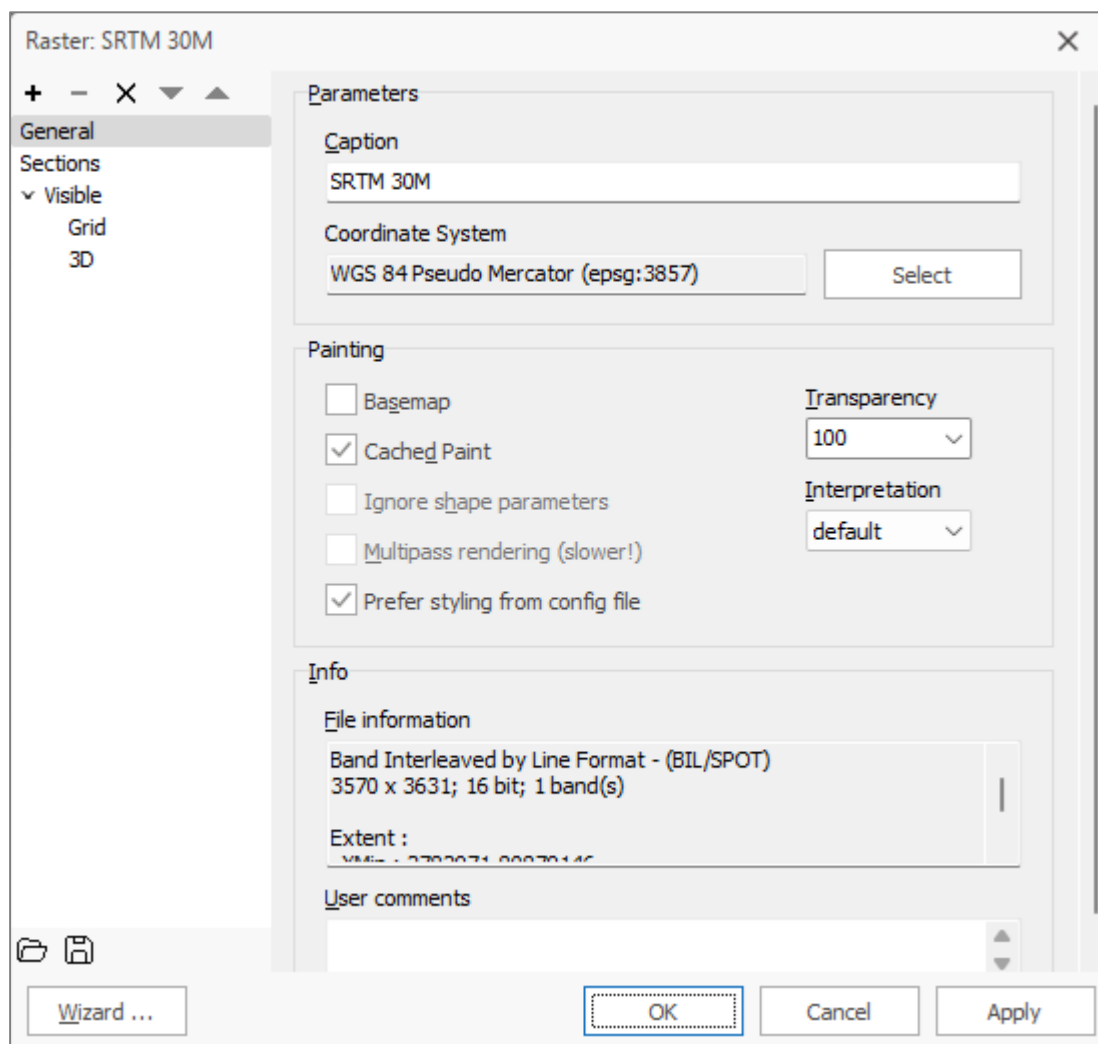 Raster: SRTM 30M
General
Sections
Visible
Grid
3D
Parameters
Caption
SRTM 30M
Coordinate System
WGS 84 Pseudo Mercator (epsg:3857)
Select
Painting
Basemap
Cached Paint
Ignore shape parameters
Multipass rendering (slower!)
Prefer styling from config file
Transparency
100
Interpretation
default
Info
File information
Band Interleaved by Line Format - (BIL/SPOT)
3570 x 3631; 16 bit; 1 band(s)
Extent :
User comments
Wizard ...
OK
Cancel
Apply